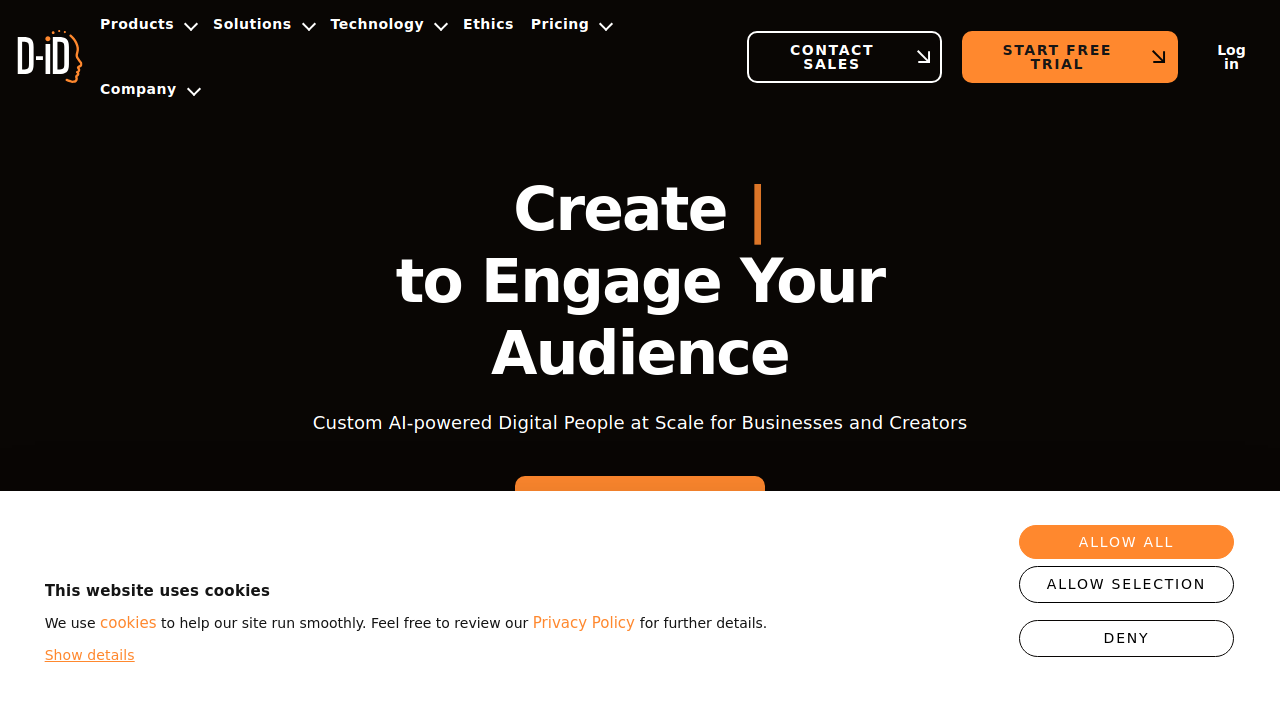 D-iD
Products
Solutions
Technology
Ethics
Pricing
Company
CONTACT
SALES
START FREE
TRIAL
Log
in
Create |
to Engage Your
Audience
Custom AI-powered Digital People at Scale for Businesses and Creators
This website uses cookies
We use cookies to help our site run smoothly. Feel free to review our Privacy Policy for further details.
Show details
ALLOW ALL
ALLOW SELECTION
DENY